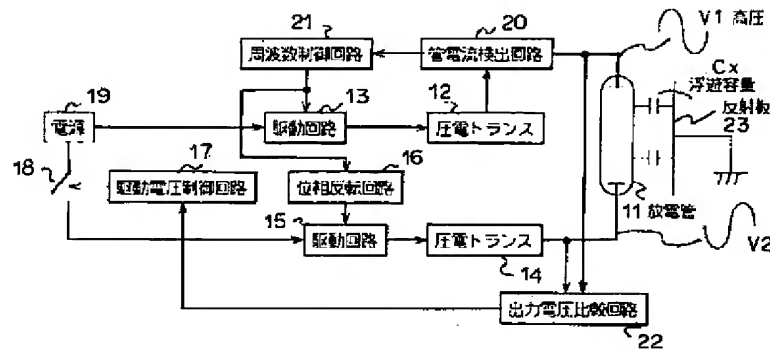 21
周波数制御回路
20
管電流検出回路
V1 高圧
Cx
浮遊容量
反射板
23
19
電源
13
駆動回路
12
圧電トランス
18
17
駆動電圧制御回路
16
位相反転回路
11 放電管
15
駆動回路
圧電トランス
14
V2
出力電圧比較回路
22